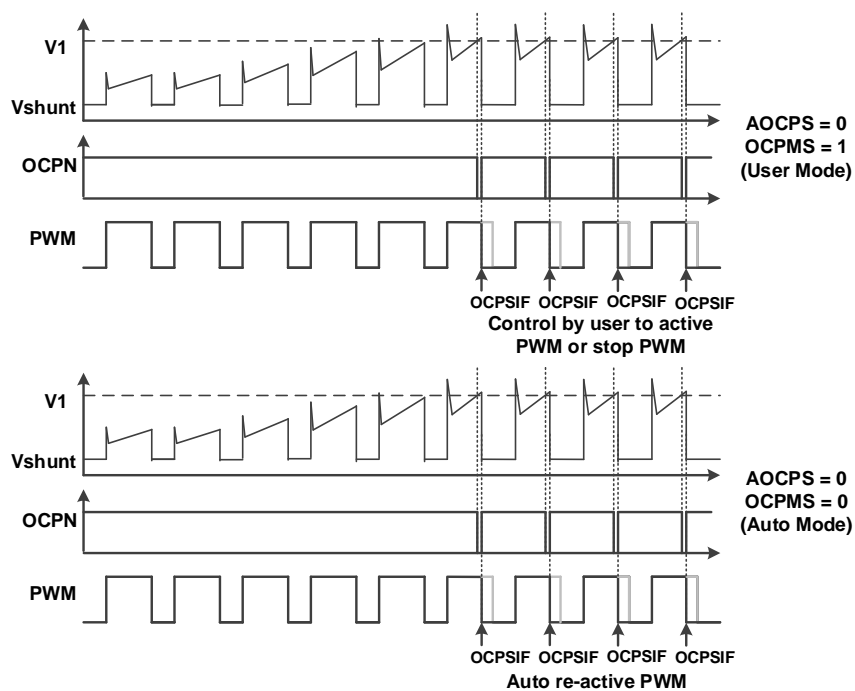 V1
Vshunt
OCPN
PWM
AOCPS = 0
OCPMS = 1
(User Mode)
OCPSIF OCPSIF OCPSIF OCPSIF
Control by user to active
PWM or stop PWM
V1
Vshunt
OCPN
PWM
AOCPS = 0
OCPMS = 0
(Auto Mode)
OCPSIF OCPSIF OCPSIF OCPSIF
Auto re-active PWM